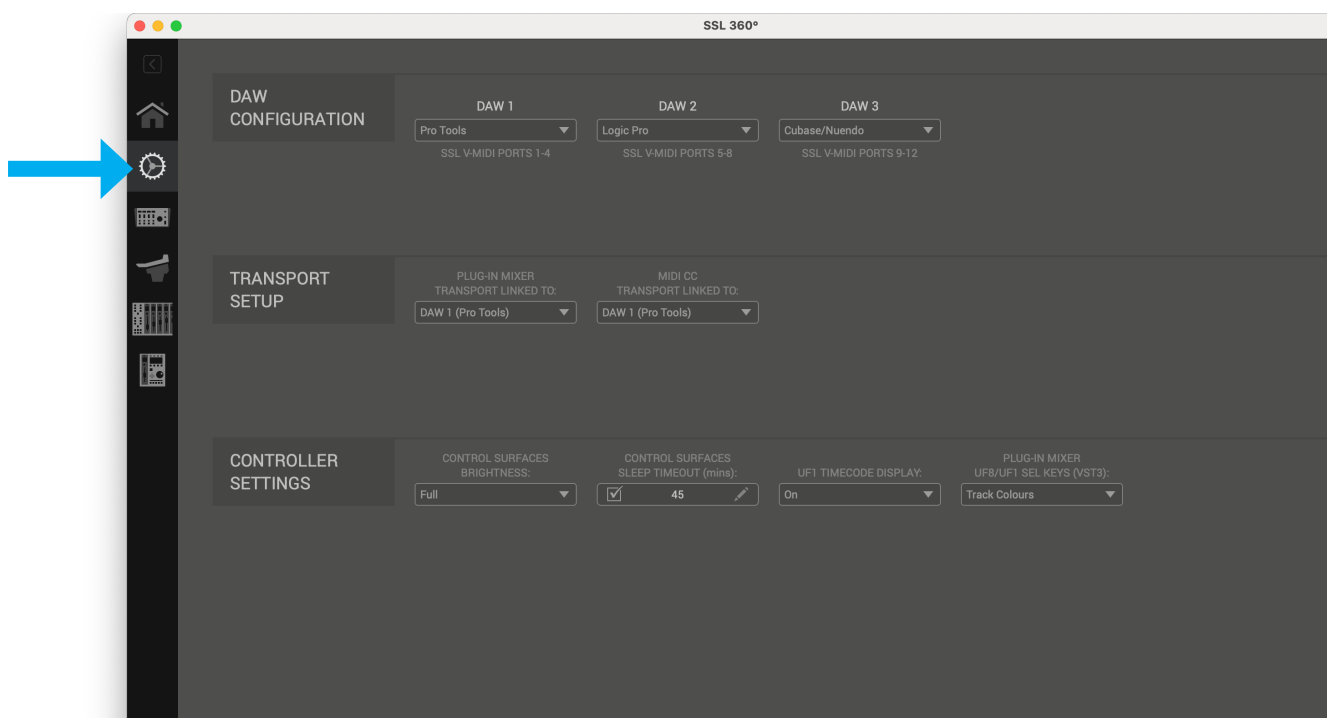 SSL 360°
DAW
CONFIGURATION
DAW 1
DAW 2
DAW 3
Pro Tools
Logic Pro
Cubase/Nuendo
SSL V-MIDI PORTS 1-4
SSL V-MIDI PORTS 5-8
SSL V-MIDI PORTS 9-12
TRANSPORT
SETUP
PLUG-IN MIXER
TRANSPORT LINKED TO:
DAW 1 (Pro Tools)
MIDI CC
TRANSPORT LINKED TO:
DAW 1 (Pro Tools)
CONTROLLER
SETTINGS
CONTROL SURFACES
BRIGHTNESS:
Full
CONTROL SURFACES
SLEEP TIMEOUT (mins):
45
UF1 TIMECODE DISPLAY:
On
PLUG-IN MIXER
UF8/UF1 SEL KEYS (VST3):
Track Colours